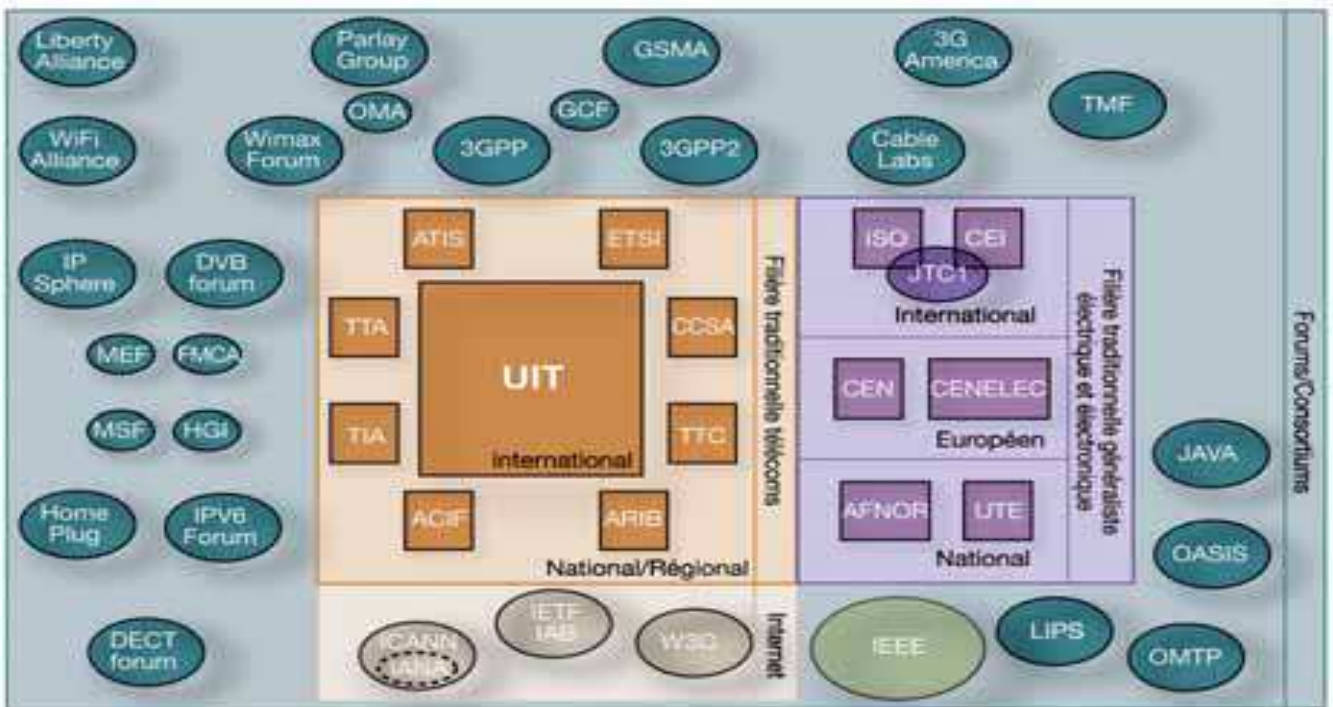 Liberty
Alliance
Parlay
Group
GSMA
3G
America
TMF
OMA
GCF
WiFi
Alliance
Wimax
Forum
3GPP
3GPP2
Cable
Labs
IP
Sphere
DVB
forum
MEF
FMCA
MSF
HGI
Home
Plug
IPV6
Forum
DECT
forum
ATIS
ETSI
TTA
CCSA
UIT
international
TIA
TTC
ACIF
ARIB
National/Régional
Filière traditionnelle télécoms
ISO
CEI
JTC1
International
CEN
CENELEC
Européen
AFNOR
UTE
National
Filière traditionnelle généraliste
électrique et électronique
Forums/Consortiums
JAVA
OASIS
ICANN
IANA
IETF
IAB
W3C
Internet
IEEE
LIPS
OMTP